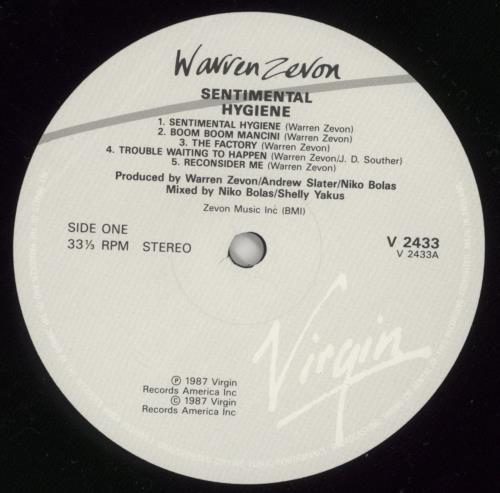 Warren Zevon
SENTIMENTAL
HYGIENE
1. SENTIMENTAL HYGIENE (Warren Zevon)
2. BOOM BOOM MANCINI (Warren Zevon)
3. THE FACTORY (Warren Zevon)
4. TROUBLE WAITING TO HAPPEN (Warren Zevon/J. D. Souther)
5. RECONSIDER ME (Warren Zevon)
Produced by Warren Zevon/Andrew Slater/Niko Bolas
Mixed by Niko Bolas/Shelly Yakus
Zevon Music Inc (BMI)
SIDE ONE
33⅓ RPM STEREO
V 2433
V 2433A
Virgin
Ⓟ 1987 Virgin
Records America Inc
© 1987 Virgin
Records America Inc